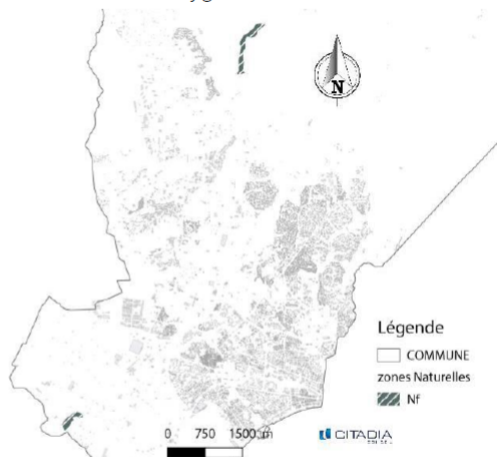 N
Légende
COMMUNE
zones Naturelles
Nf
0 750 1500 m
CITADIA